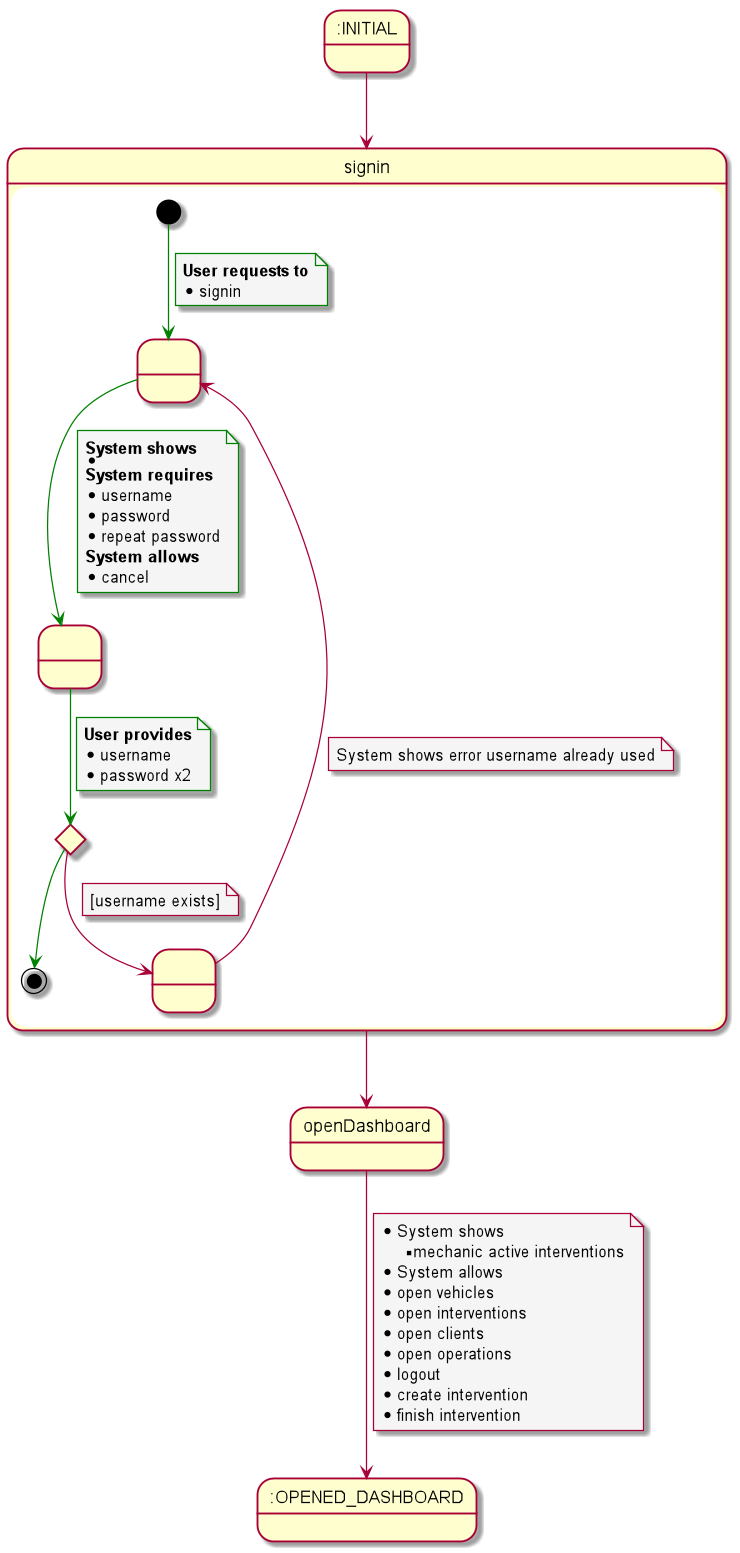 :INITIAL
signin
User requests to
• signin
System shows
•
System requires
• username
• password
• repeat password
System allows
• cancel
User provides
• username
• password x2
System shows error username already used
[username exists]
openDashboard
• System shows
▪ mechanic active interventions
• System allows
• open vehicles
• open interventions
• open clients
• open operations
• logout
• create intervention
• finish intervention
:OPENED_DASHBOARD